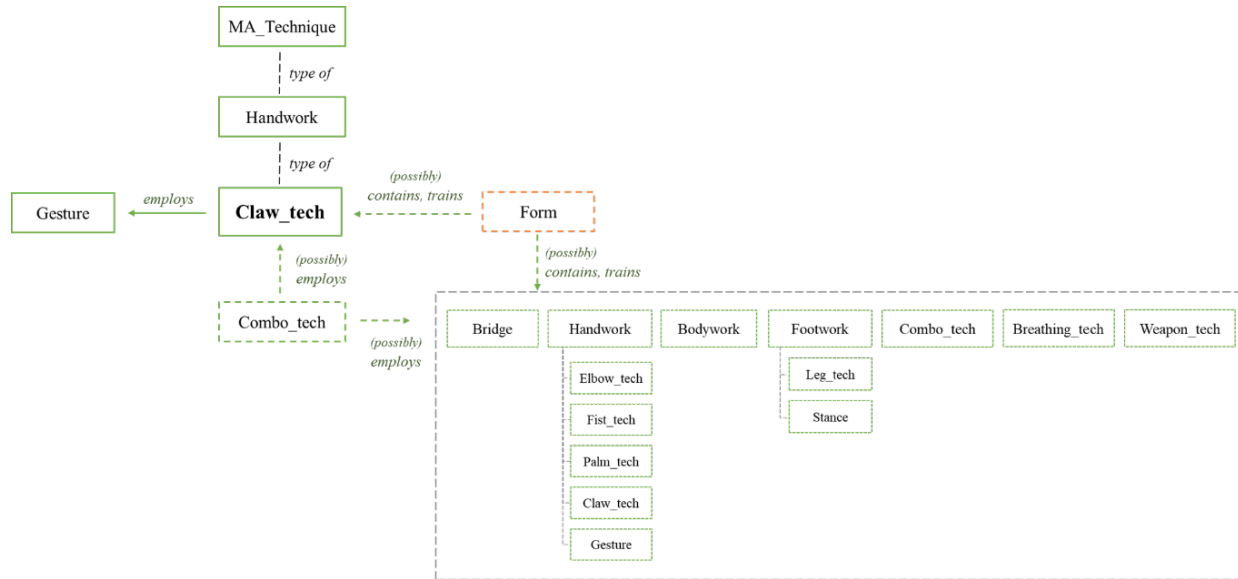 MA_Technique
type of
Handwork
type of
Gesture
employs
Claw_tech
(possibly)
contains, trains
Form
(possibly)
employs
(possibly)
contains, trains
Combo_tech
(possibly)
employs
Bridge
Handwork
Bodywork
Footwork
Combo_tech
Breathing_tech
Weapon_tech
Elbow_tech
Fist_tech
Palm_tech
Claw_tech
Gesture
Leg_tech
Stance